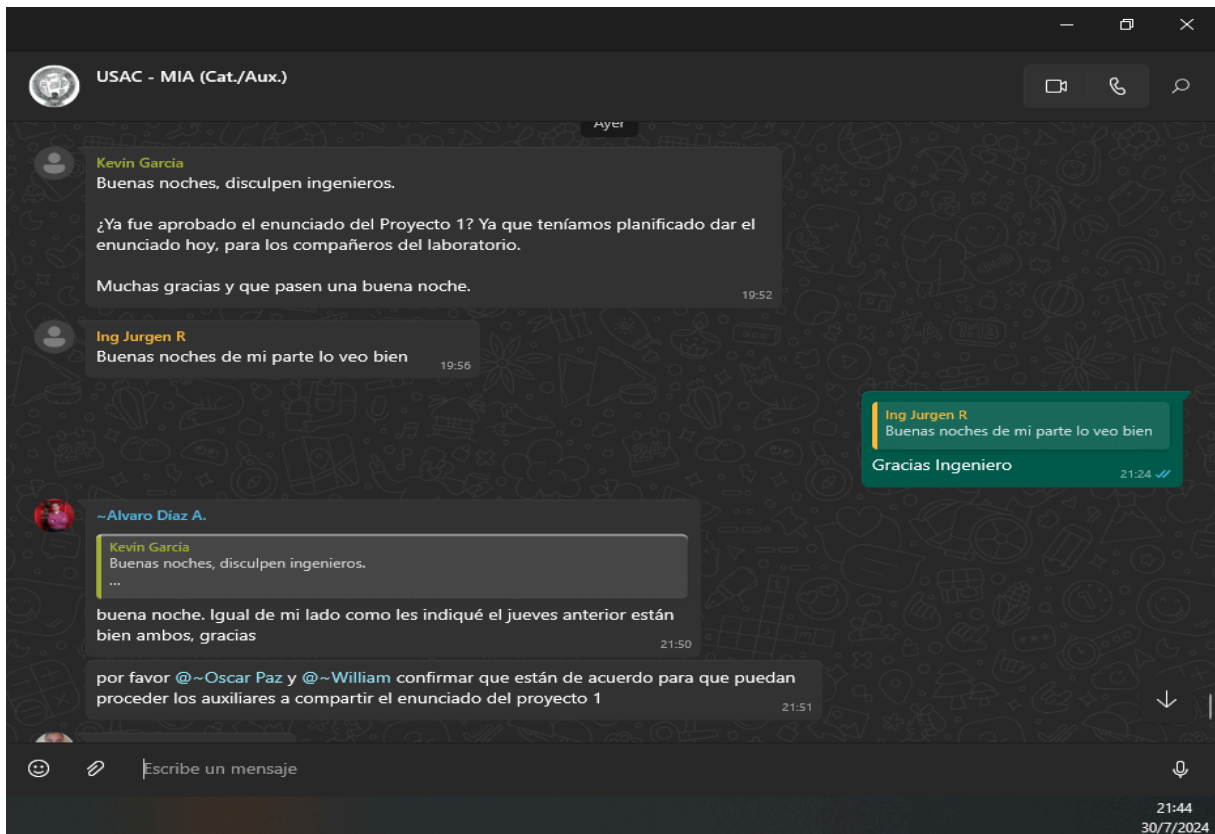 USAC - MIA (Cat./Aux.)
Ayer
Kevin García
Buenas noches, disculpen ingenieros.
¿Ya fue aprobado el enunciado del Proyecto 1? Ya que teníamos planificado dar el
enunciado hoy, para los compañeros del laboratorio.
Muchas gracias y que pasen una buena noche.
19:52
Ing Jurgen R
Buenas noches de mi parte lo veo bien
19:56
Ing Jurgen R
Buenas noches de mi parte lo veo bien
Gracias Ingeniero
21:24
~Alvaro Díaz A.
Kevin García
Buenas noches, disculpen ingenieros.
...
buena noche. Igual de mi lado como les indiqué el jueves anterior están
bien ambos, gracias
21:50
por favor @~Oscar Paz y @~William confirmar que están de acuerdo para que puedan
proceder los auxiliares a compartir el enunciado del proyecto 1
21:51
Escribe un mensaje
21:44
30/7/2024